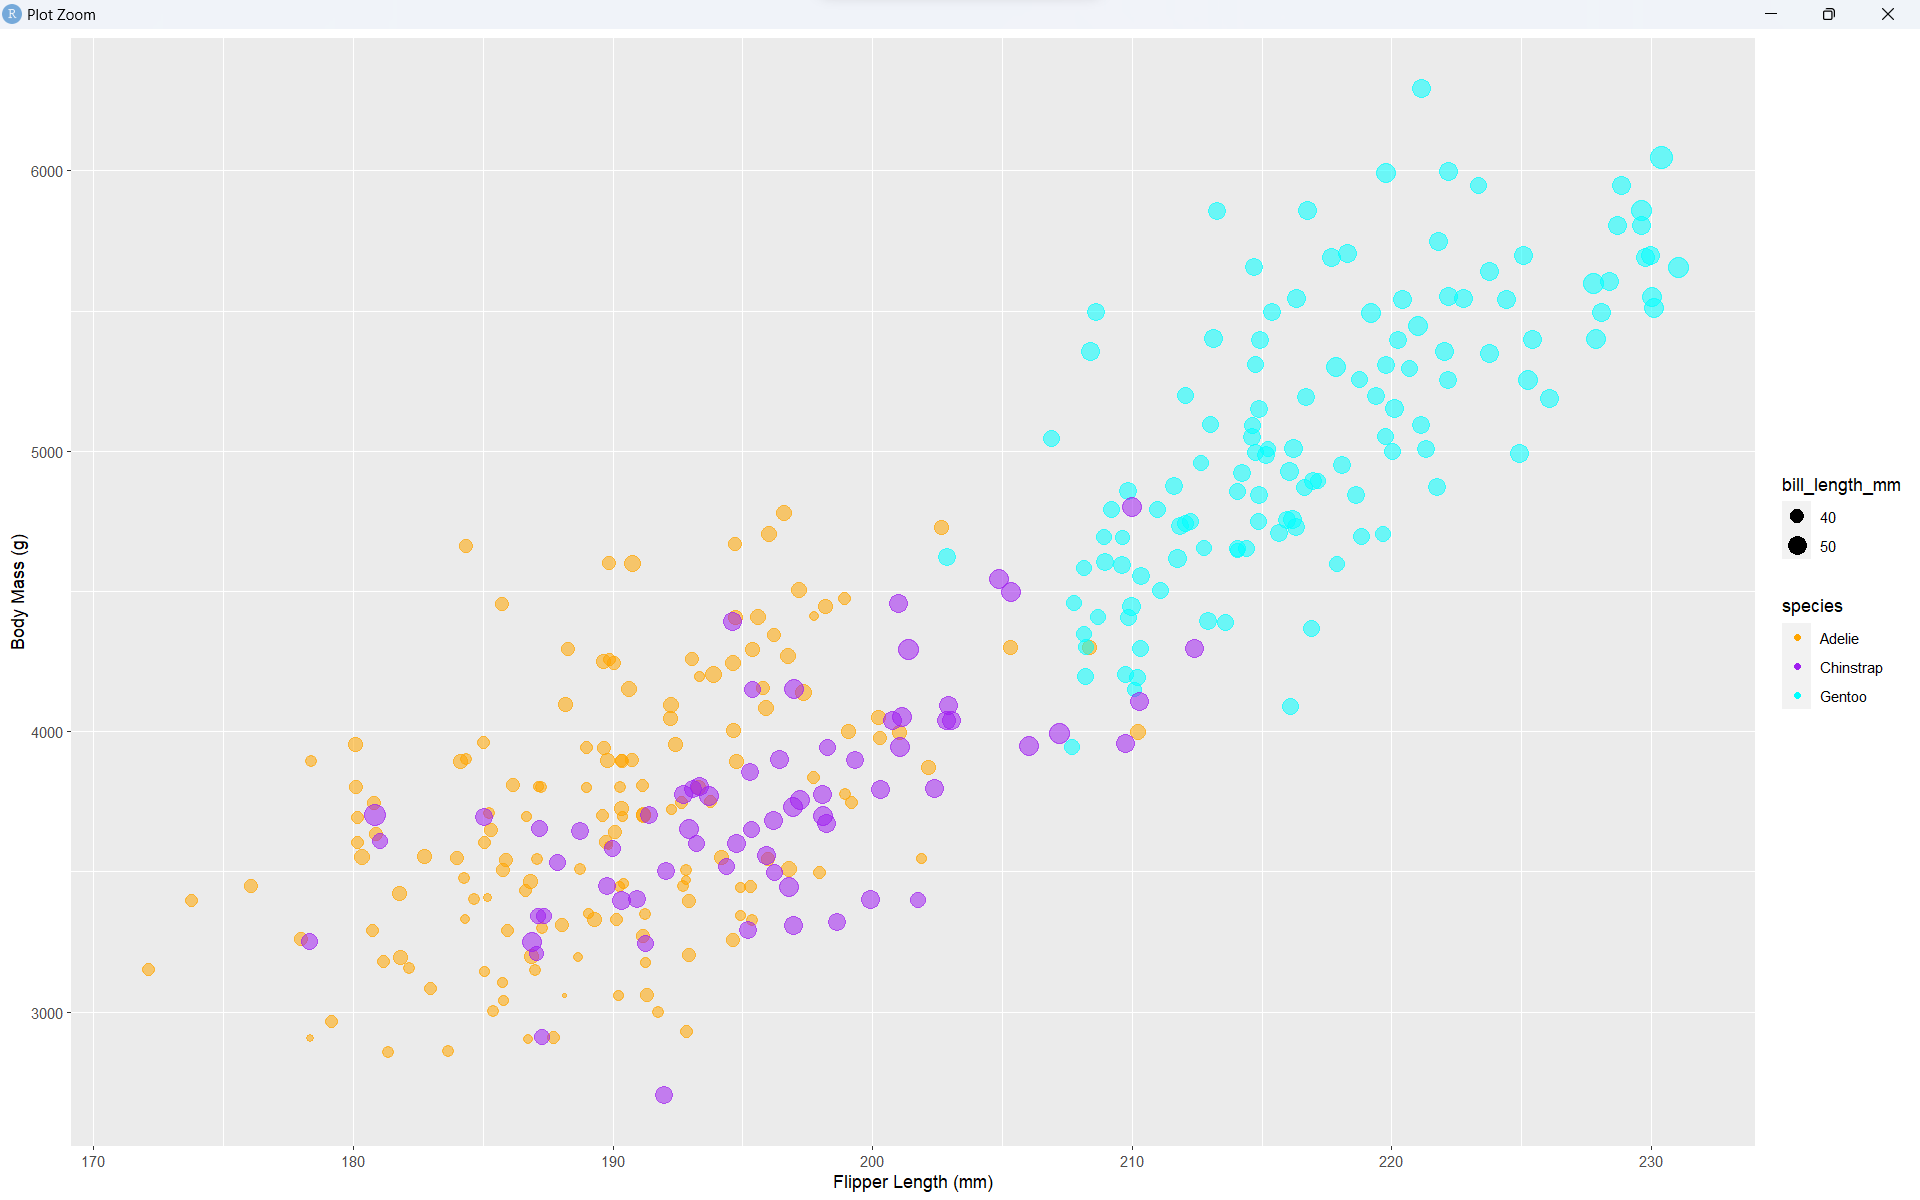 R Plot Zoom
6000
5000
4000
3000
Body Mass (g)
170 180 190 200 210 220 230
Flipper Length (mm)
bill_length_mm
40
50
species
Adelie
Chinstrap
Gentoo